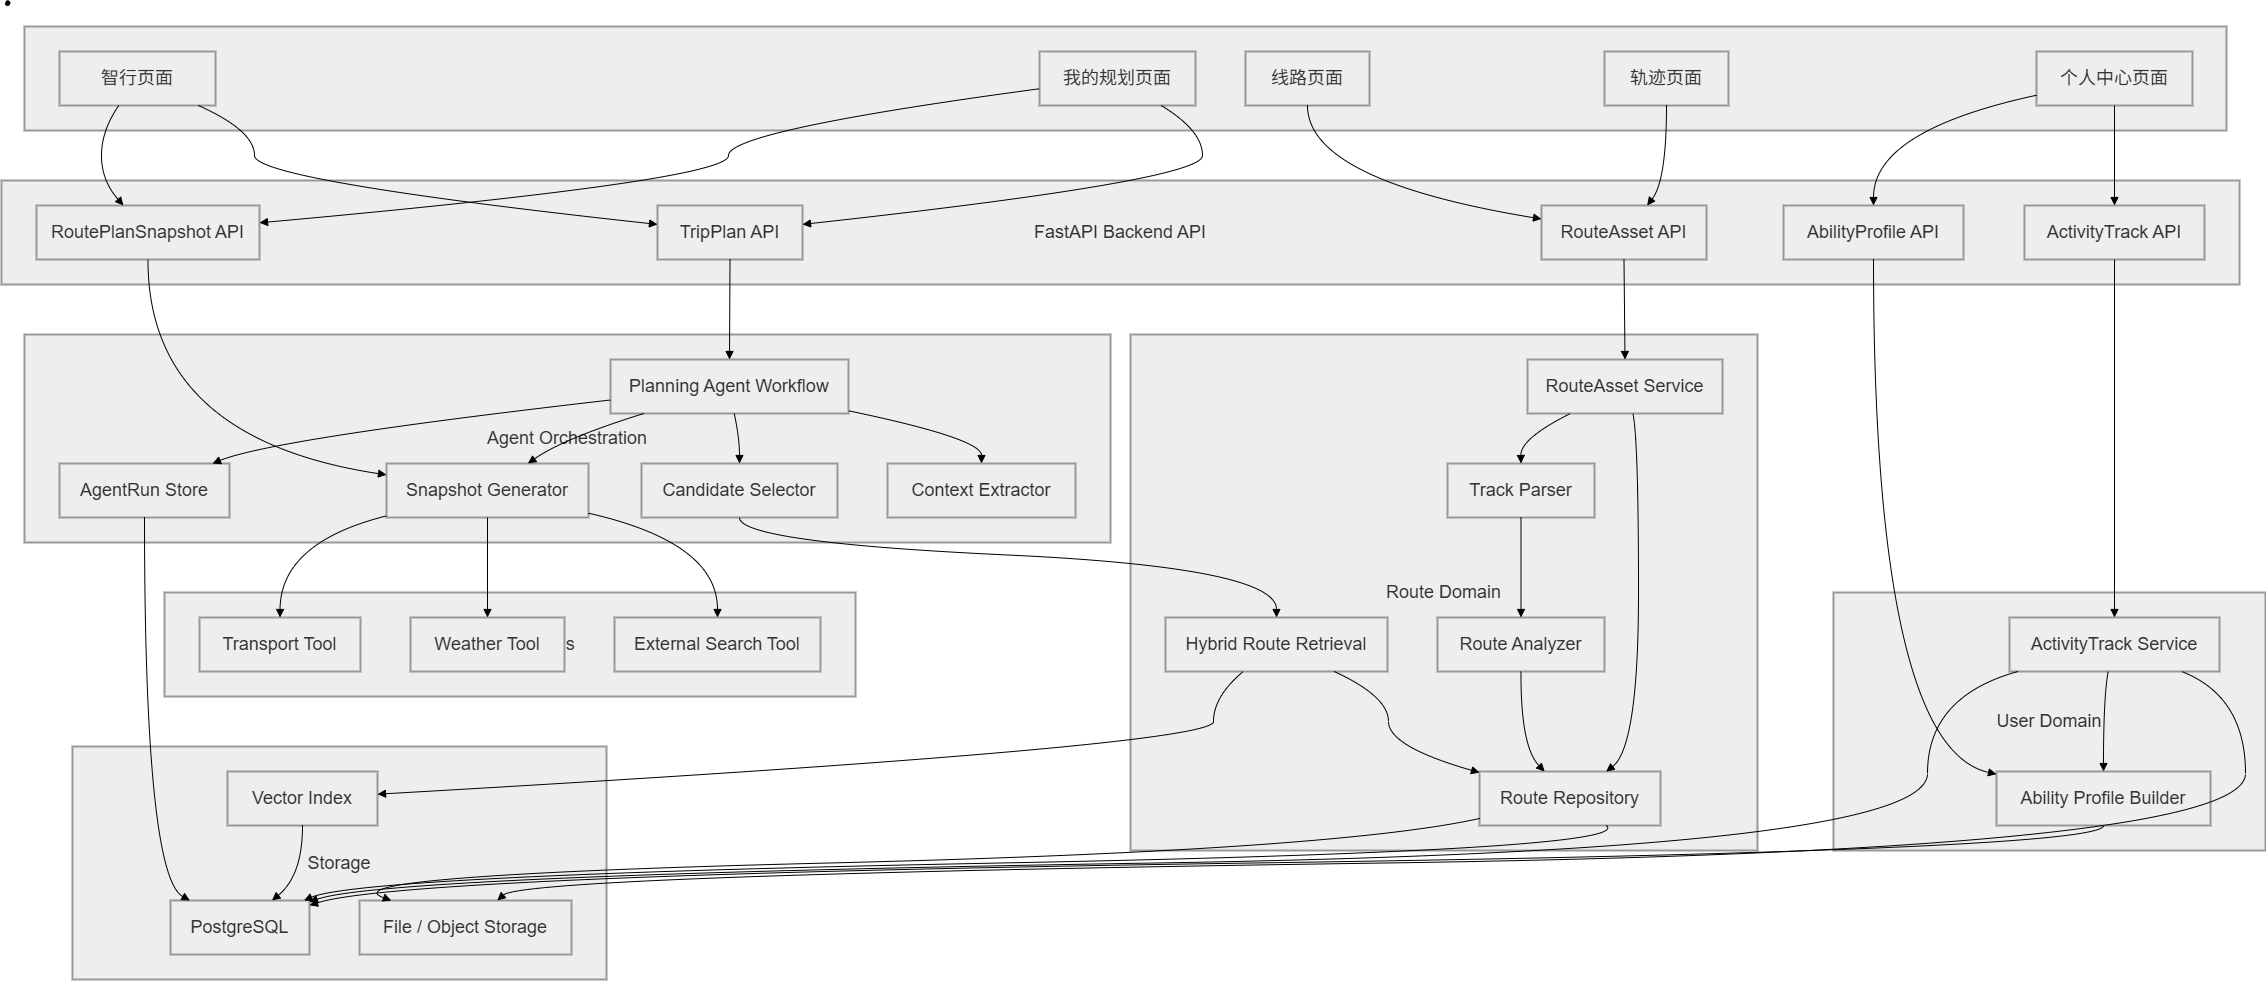 智行页面
我的规划页面
线路页面
轨迹页面
个人中心页面
RoutePlanSnapshot API
TripPlan API
FastAPI Backend API
RouteAsset API
AbilityProfile API
ActivityTrack API
Planning Agent Workflow
RouteAsset Service
Agent Orchestration
AgentRun Store
Snapshot Generator
Candidate Selector
Context Extractor
Track Parser
Route Domain
Transport Tool
Weather Tool
s
External Search Tool
Hybrid Route Retrieval
Route Analyzer
ActivityTrack Service
User Domain
Vector Index
Route Repository
Ability Profile Builder
Storage
PostgreSQL
File / Object Storage